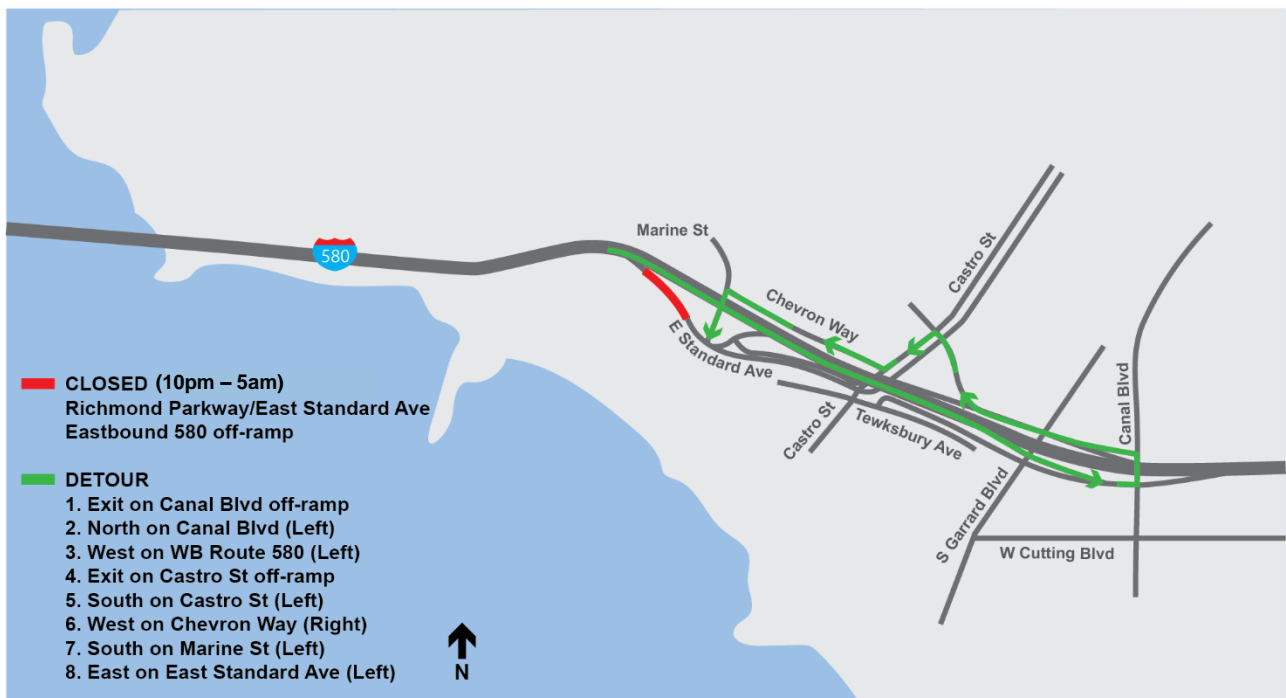 580
Marine St
Chevron Way
Castro St
E Standard Ave
Castro St
Tewksbury Ave
Canal Blvd
S Garrard Blvd
W Cutting Blvd
CLOSED (10pm – 5am)
Richmond Parkway/East Standard Ave
Eastbound 580 off-ramp
DETOUR
1. Exit on Canal Blvd off-ramp
2. North on Canal Blvd (Left)
3. West on WB Route 580 (Left)
4. Exit on Castro St off-ramp
5. South on Castro St (Left)
6. West on Chevron Way (Right)
7. South on Marine St (Left)
8. East on East Standard Ave (Left)
N